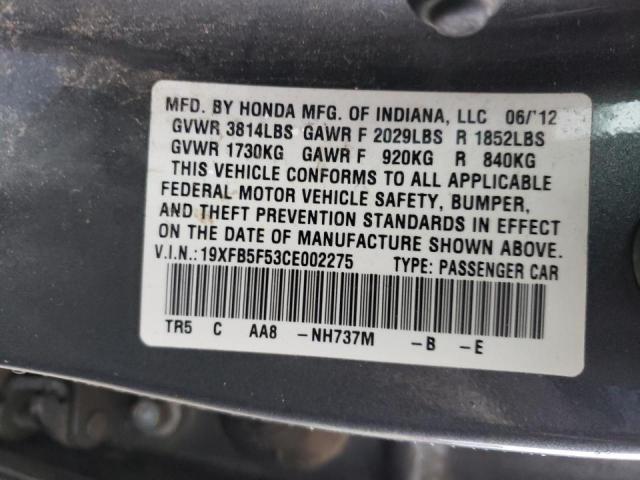 MFD. BY HONDA MFG. OF INDIANA, LLC 06/'12
GVWR 3814LBS GAWR F 2029LBS R 1852LBS
GVWR 1730KG GAWR F 920KG R 840KG
THIS VEHICLE CONFORMS TO ALL APPLICABLE
FEDERAL MOTOR VEHICLE SAFETY, BUMPER,
AND THEFT PREVENTION STANDARDS IN EFFECT
ON THE DATE OF MANUFACTURE SHOWN ABOVE.
V.I.N.:19XFB5F53CE002275 TYPE: PASSENGER CAR
TR5 C AA8 -NH737M -B -E